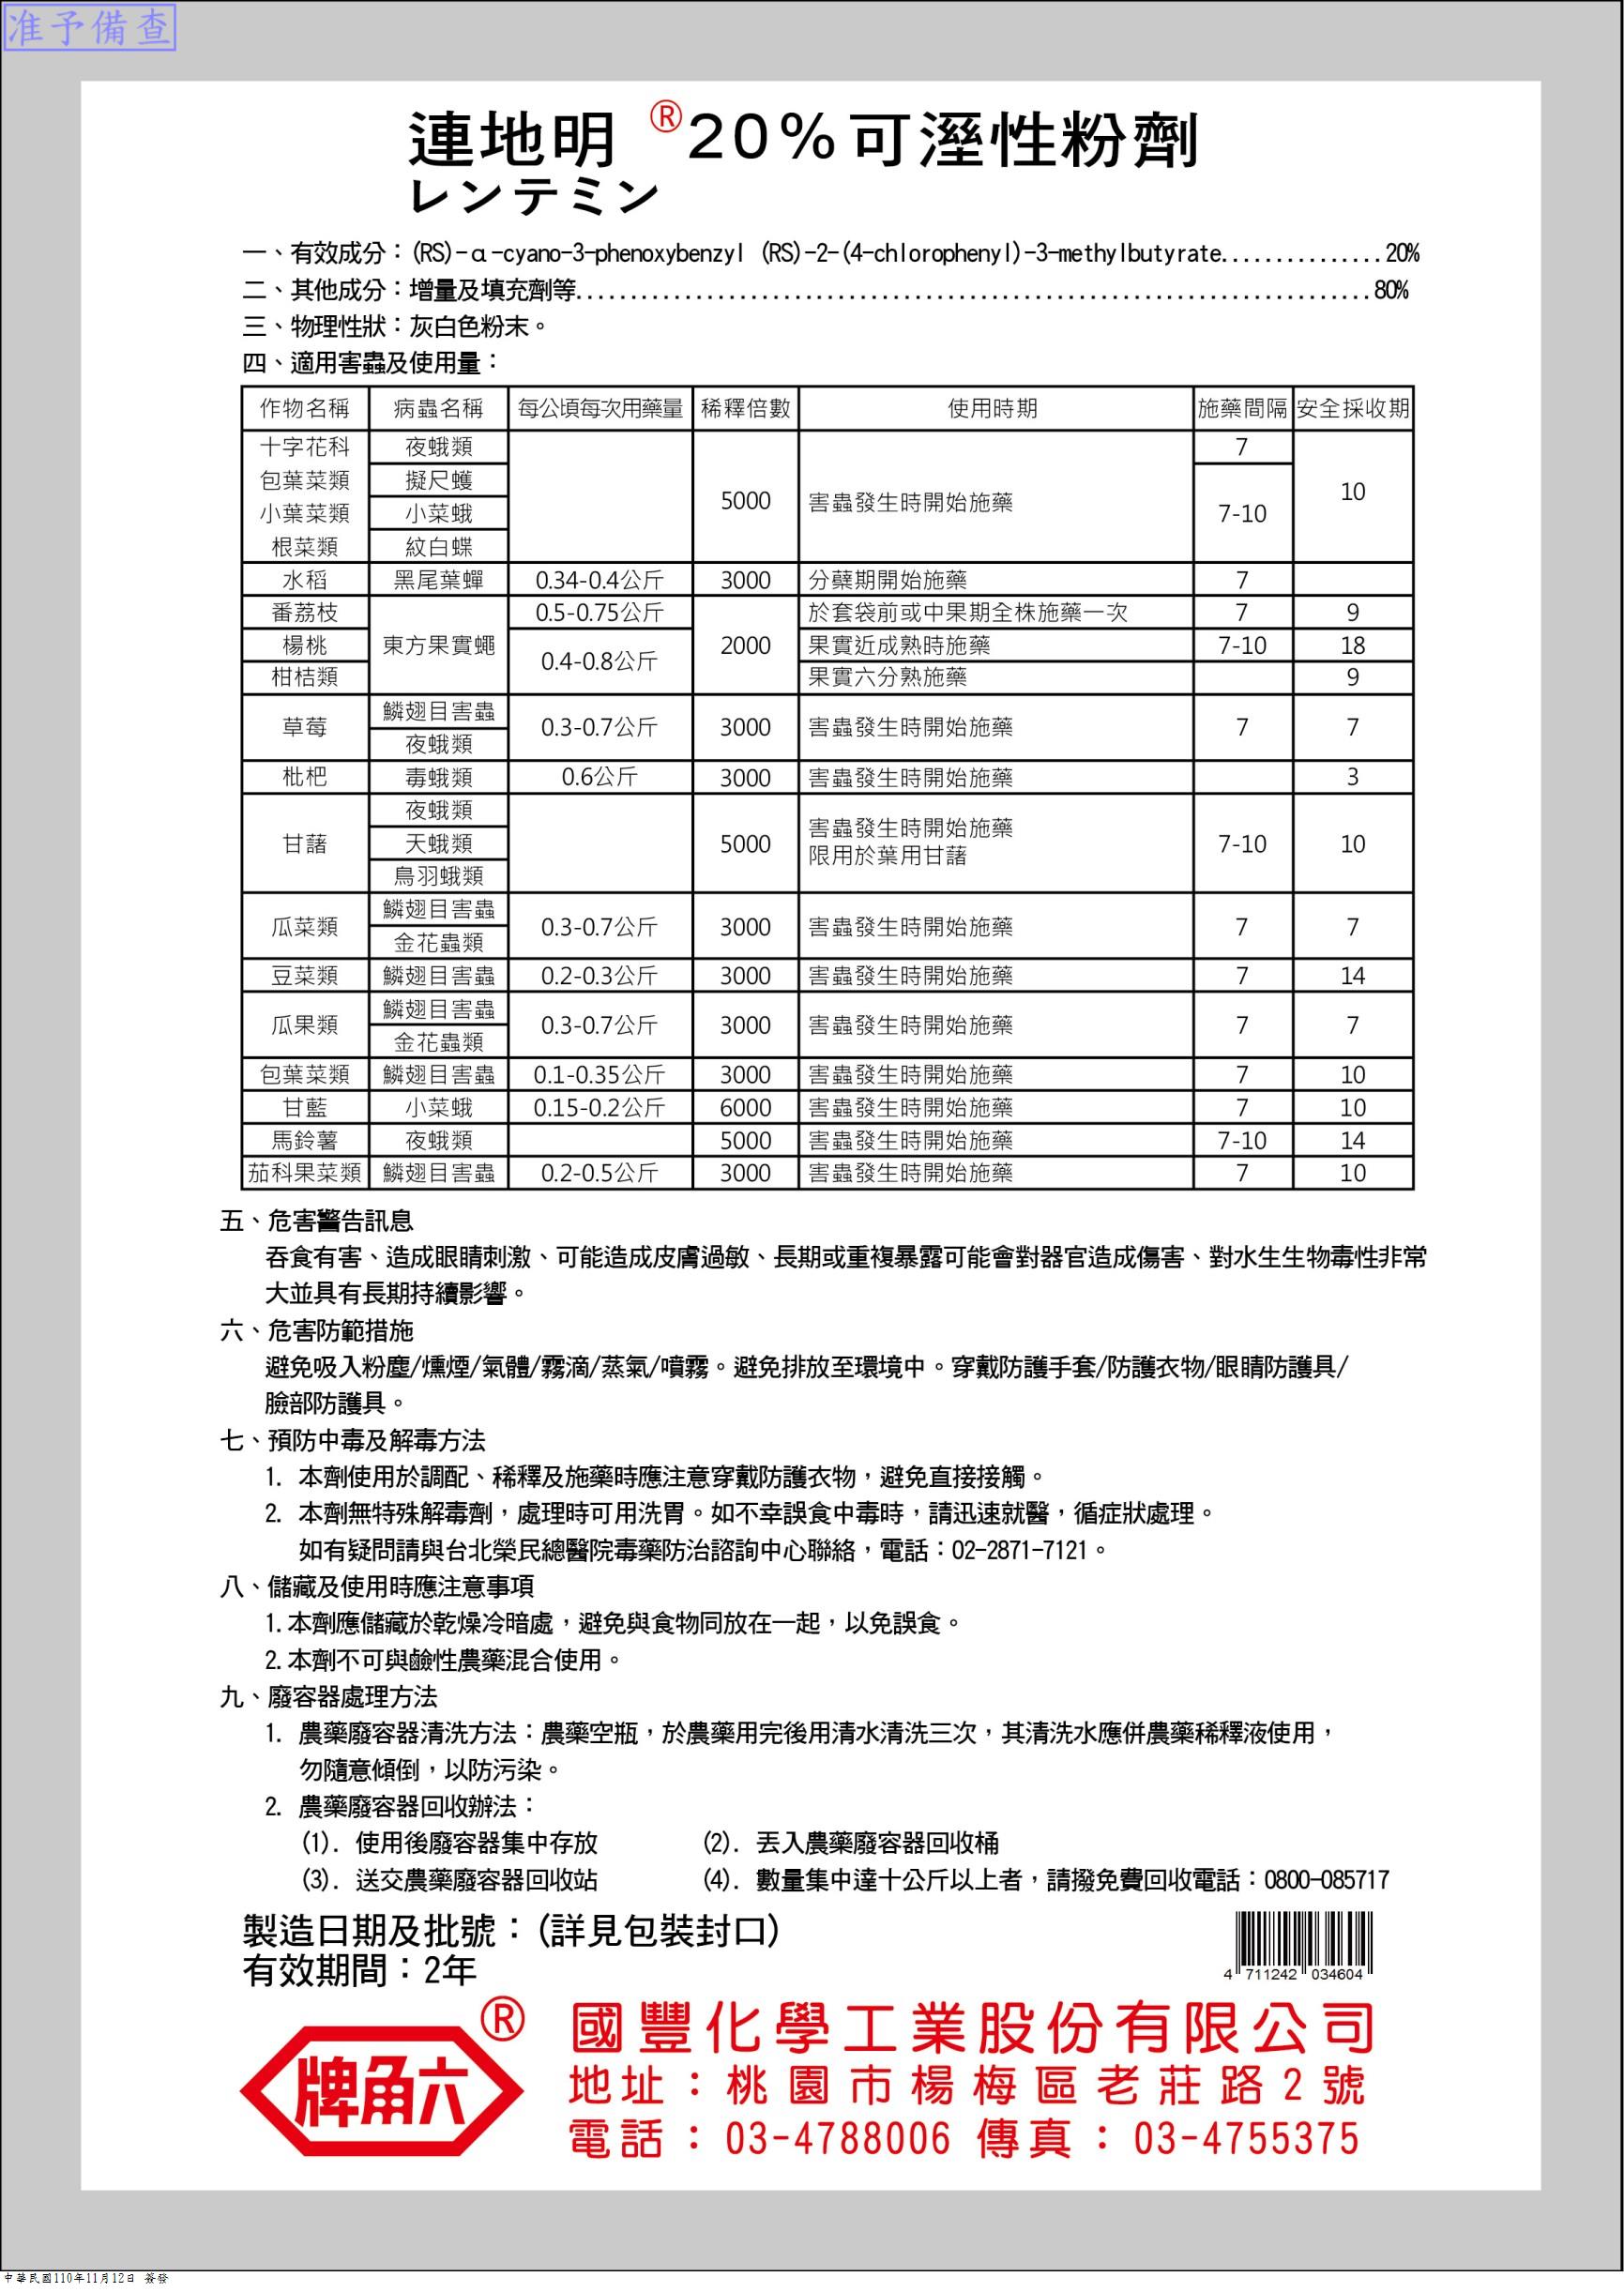 准予備查
連地明®20%可溼性粉劑
レンテミン
一、有效成分：(RS)-α-cyano-3-phenoxybenzyl (RS)-2-(4-chlorophenyl)-3-methylbutyrate...............20%
二、其他成分：增量及填充劑等.........................................................................80%
三、物理性狀：灰白色粉末。
四、適用害蟲及使用量：
作物名稱 病蟲名稱 每公頃每次用藥量 稀釋倍數 使用時期 施藥間隔 安全採收期
十字花科 夜蛾類 7
包葉菜類 擬尺蠖
小葉菜類 小菜蛾 5000 害蟲發生時開始施藥 7-10 10
根菜類 紋白蝶
水稻 黑尾葉蟬 0.34-0.4公斤 3000 分蘖期開始施藥 7
番荔枝 0.5-0.75公斤 於套袋前或中果期全株施藥一次 7 9
楊桃 東方果實蠅 0.4-0.8公斤 2000 果實近成熟時施藥 7-10 18
柑桔類 果實六分熟施藥 9
草莓 鱗翅目害蟲 0.3-0.7公斤 3000 害蟲發生時開始施藥 7 7
夜蛾類
枇杷 毒蛾類 0.6公斤 3000 害蟲發生時開始施藥 3
夜蛾類
甘藷 天蛾類 5000 害蟲發生時開始施藥 7-10 10
限用於葉用甘藷
鳥羽蛾類
瓜菜類 鱗翅目害蟲 0.3-0.7公斤 3000 害蟲發生時開始施藥 7 7
金花蟲類
豆菜類 鱗翅目害蟲 0.2-0.3公斤 3000 害蟲發生時開始施藥 7 14
瓜果類 鱗翅目害蟲 0.3-0.7公斤 3000 害蟲發生時開始施藥 7 7
金花蟲類
包葉菜類 鱗翅目害蟲 0.1-0.35公斤 3000 害蟲發生時開始施藥 7 10
甘藍 小菜蛾 0.15-0.2公斤 6000 害蟲發生時開始施藥 7 10
馬鈴薯 夜蛾類 5000 害蟲發生時開始施藥 7-10 14
茄科果菜類 鱗翅目害蟲 0.2-0.5公斤 3000 害蟲發生時開始施藥 7 10
五、危害警告訊息
吞食有害、造成眼睛刺激、可能造成皮膚過敏、長期或重複暴露可能會對器官造成傷害、對水生生物毒性非常
大並具有長期持續影響。
六、危害防範措施
避免吸入粉塵/燻煙/氣體/霧滴/蒸氣/噴霧。避免排放至環境中。穿戴防護手套/防護衣物/眼睛防護具/
臉部防護具。
七、預防中毒及解毒方法
1. 本劑使用於調配、稀釋及施藥時應注意穿戴防護衣物，避免直接接觸。
2. 本劑無特殊解毒劑，處理時可用洗胃。如不幸誤食中毒時，請迅速就醫，循症狀處理。
如有疑問請與台北榮民總醫院毒藥防治諮詢中心聯絡，電話：02-2871-7121。
八、儲藏及使用時應注意事項
1.本劑應儲藏於乾燥冷暗處，避免與食物同放在一起，以免誤食。
2.本劑不可與鹼性農藥混合使用。
九、廢容器處理方法
1. 農藥廢容器清洗方法：農藥空瓶，於農藥用完後用清水清洗三次，其清洗水應併農藥稀釋液使用，
勿隨意傾倒，以防污染。
2. 農藥廢容器回收辦法：
(1). 使用後廢容器集中存放 (2). 丟入農藥廢容器回收桶
(3). 送交農藥廢容器回收站 (4). 數量集中達十公斤以上者，請撥免費回收電話：0800-085717
製造日期及批號：(詳見包裝封口)
有效期間：2年
4 711242 034604
牌角六®
國豐化學工業股份有限公司
地址：桃園市楊梅區老莊路2號
電話：03-4788006 傳真：03-4755375
中華民國110年11月12日 簽發